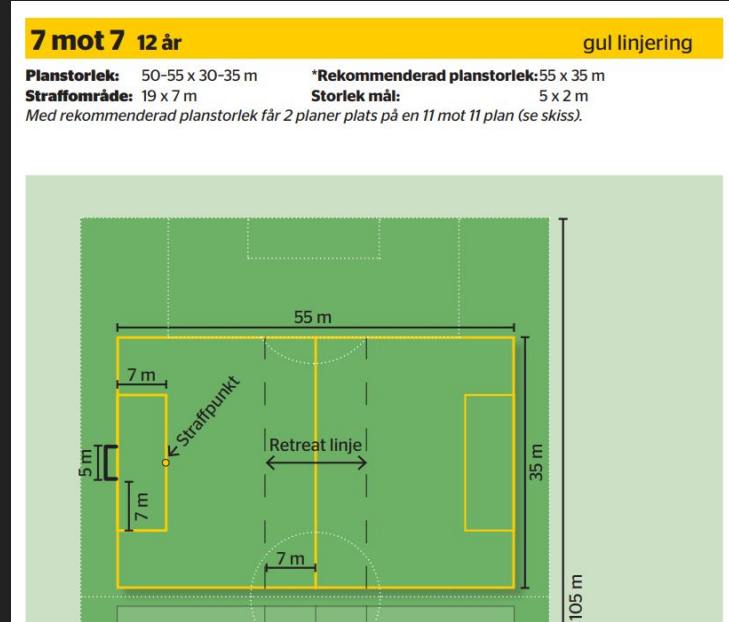 7 mot 7 12 år gul linjering
Planstorlek: 50-55 x 30-35 m *Rekommenderad planstorlek: 55 x 35 m
Straffområde: 19 x 7 m Storlek mål: 5 x 2 m
Med rekommenderad planstorlek får 2 planer plats på en 11 mot 11 plan (se skiss).
55 m
7 m
Straffpunkt
Retreat linje
5 m
35 m
7 m
7 m
105 m